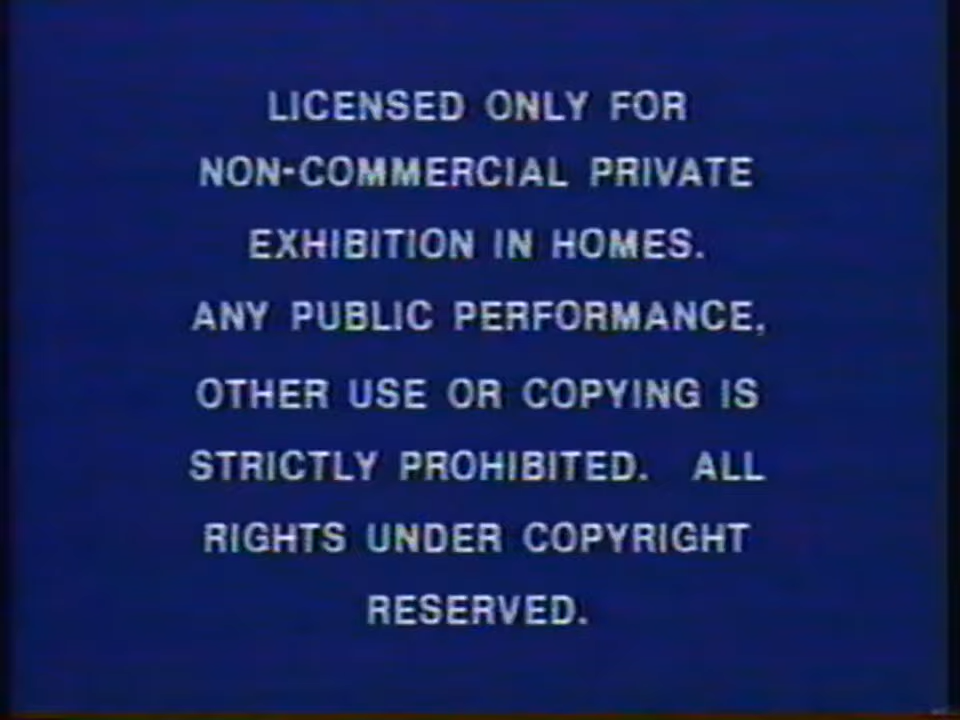 LICENSED ONLY FOR
NON-COMMERCIAL PRIVATE
EXHIBITION IN HOMES.
ANY PUBLIC PERFORMANCE,
OTHER USE OR COPYING IS
STRICTLY PROHIBITED. ALL
RIGHTS UNDER COPYRIGHT
RESERVED.